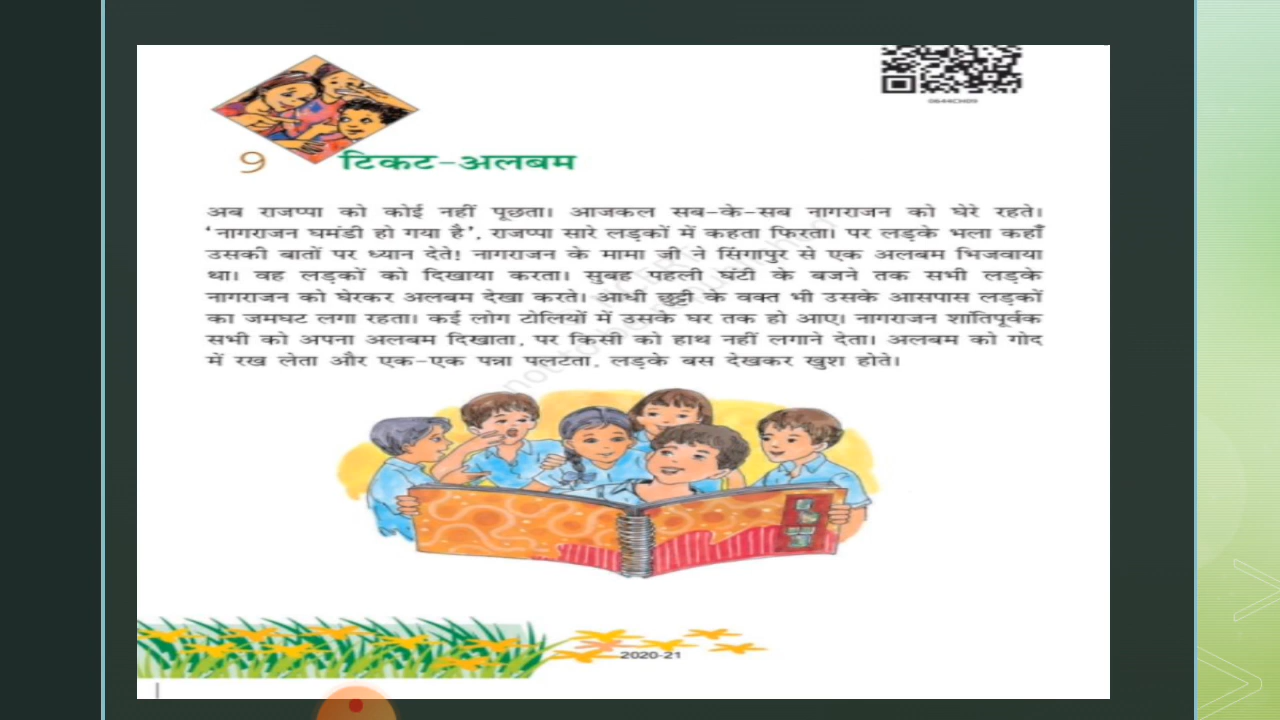 0644CH09
9 टिकट-अलबम
अब राजप्पा को कोई नहीं पूछता। आजकल सब-के-सब नागराजन को घेरे रहते।
‘नागराजन घमंडी हो गया है’, राजप्पा सारे लड़कों में कहता फिरता। पर लड़के भला कहाँ
उसकी बातों पर ध्यान देते! नागराजन के मामा जी ने सिंगापुर से एक अलबम भिजवाया
था। वह लड़कों को दिखाया करता। सुबह पहली घंटी के बजने तक सभी लड़के
नागराजन को घेरकर अलबम देखा करते। आधी छुट्टी के वक्त भी उसके आसपास लड़कों
का जमघट लगा रहता। कई लोग टोलियों में उसके घर तक हो आए। नागराजन शांतिपूर्वक
सभी को अपना अलबम दिखाता, पर किसी को हाथ नहीं लगाने देता। अलबम को गोद
में रख लेता और एक-एक पन्ना पलटता, लड़के बस देखकर खुश होते।
2020-21